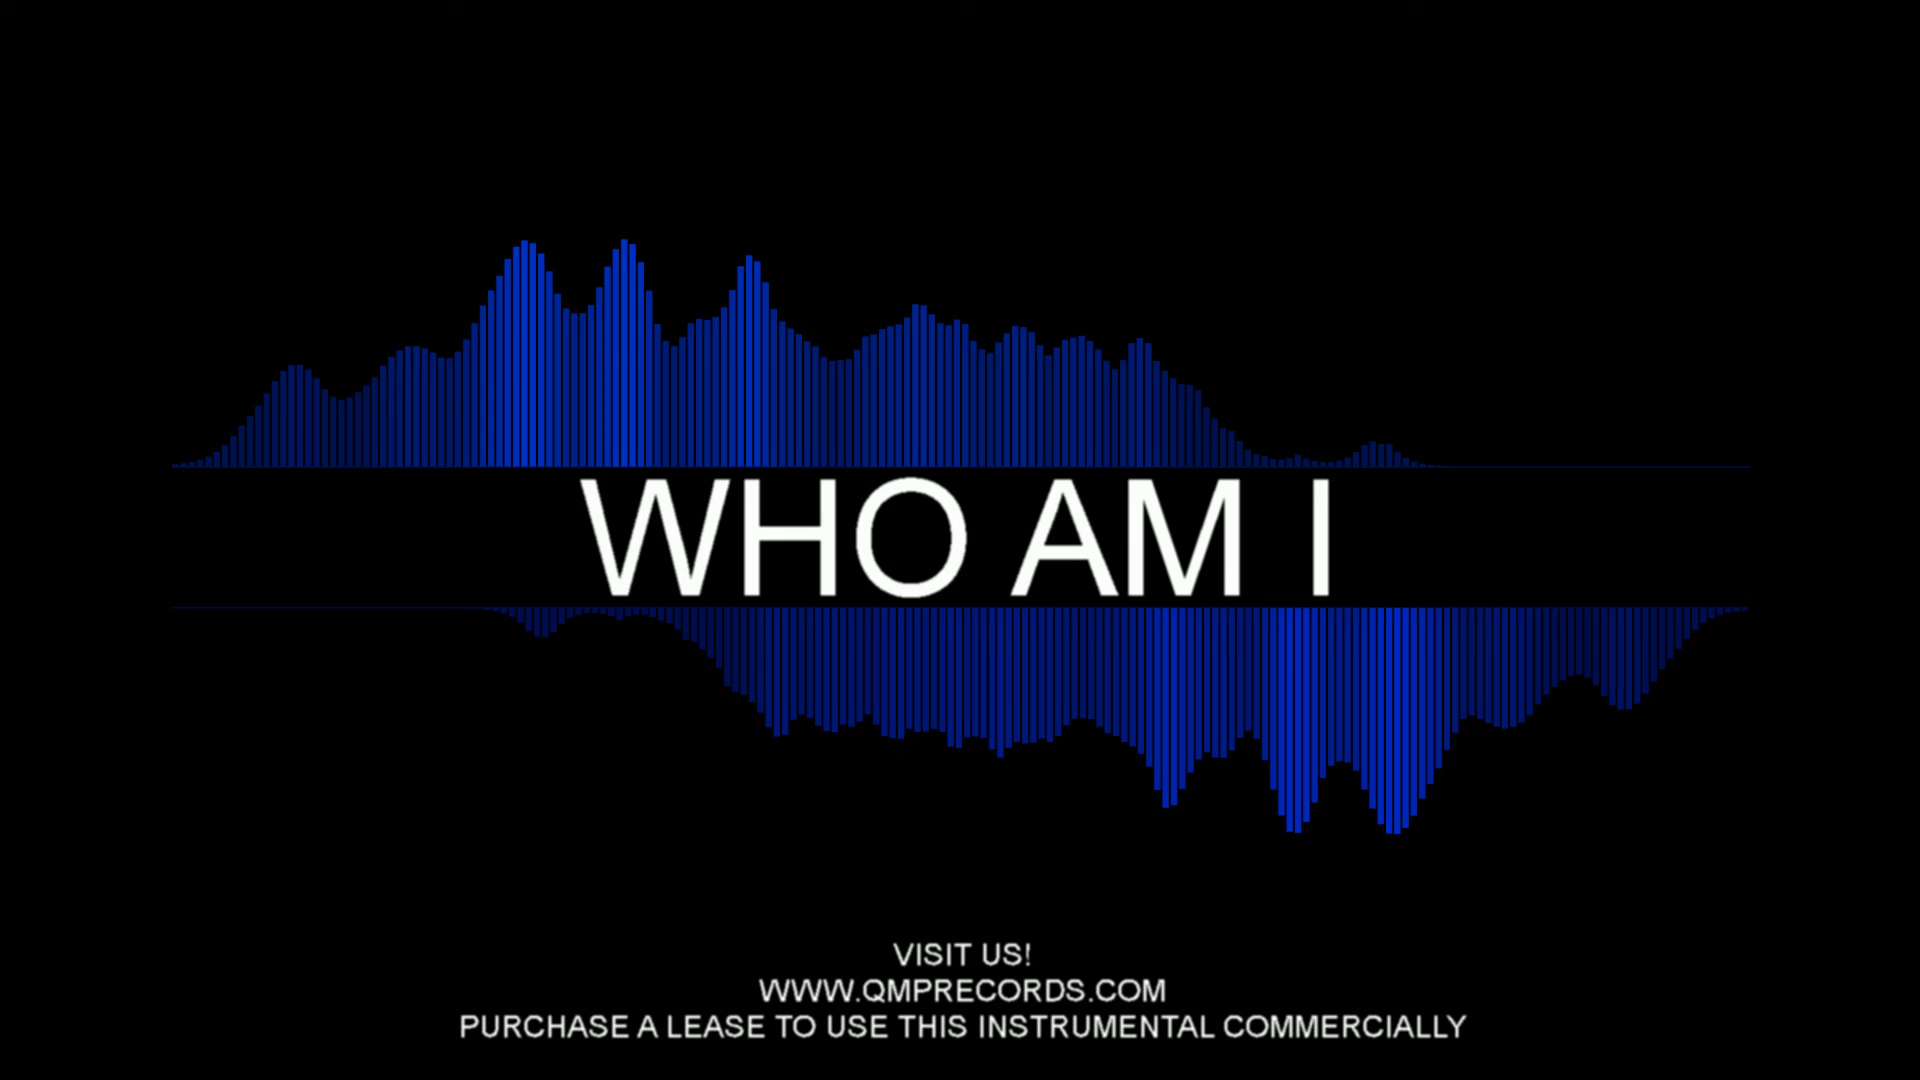 WHO AM I
VISIT US!
WWW.QMPRECORDS.COM
PURCHASE A LEASE TO USE THIS INSTRUMENTAL COMMERCIALLY